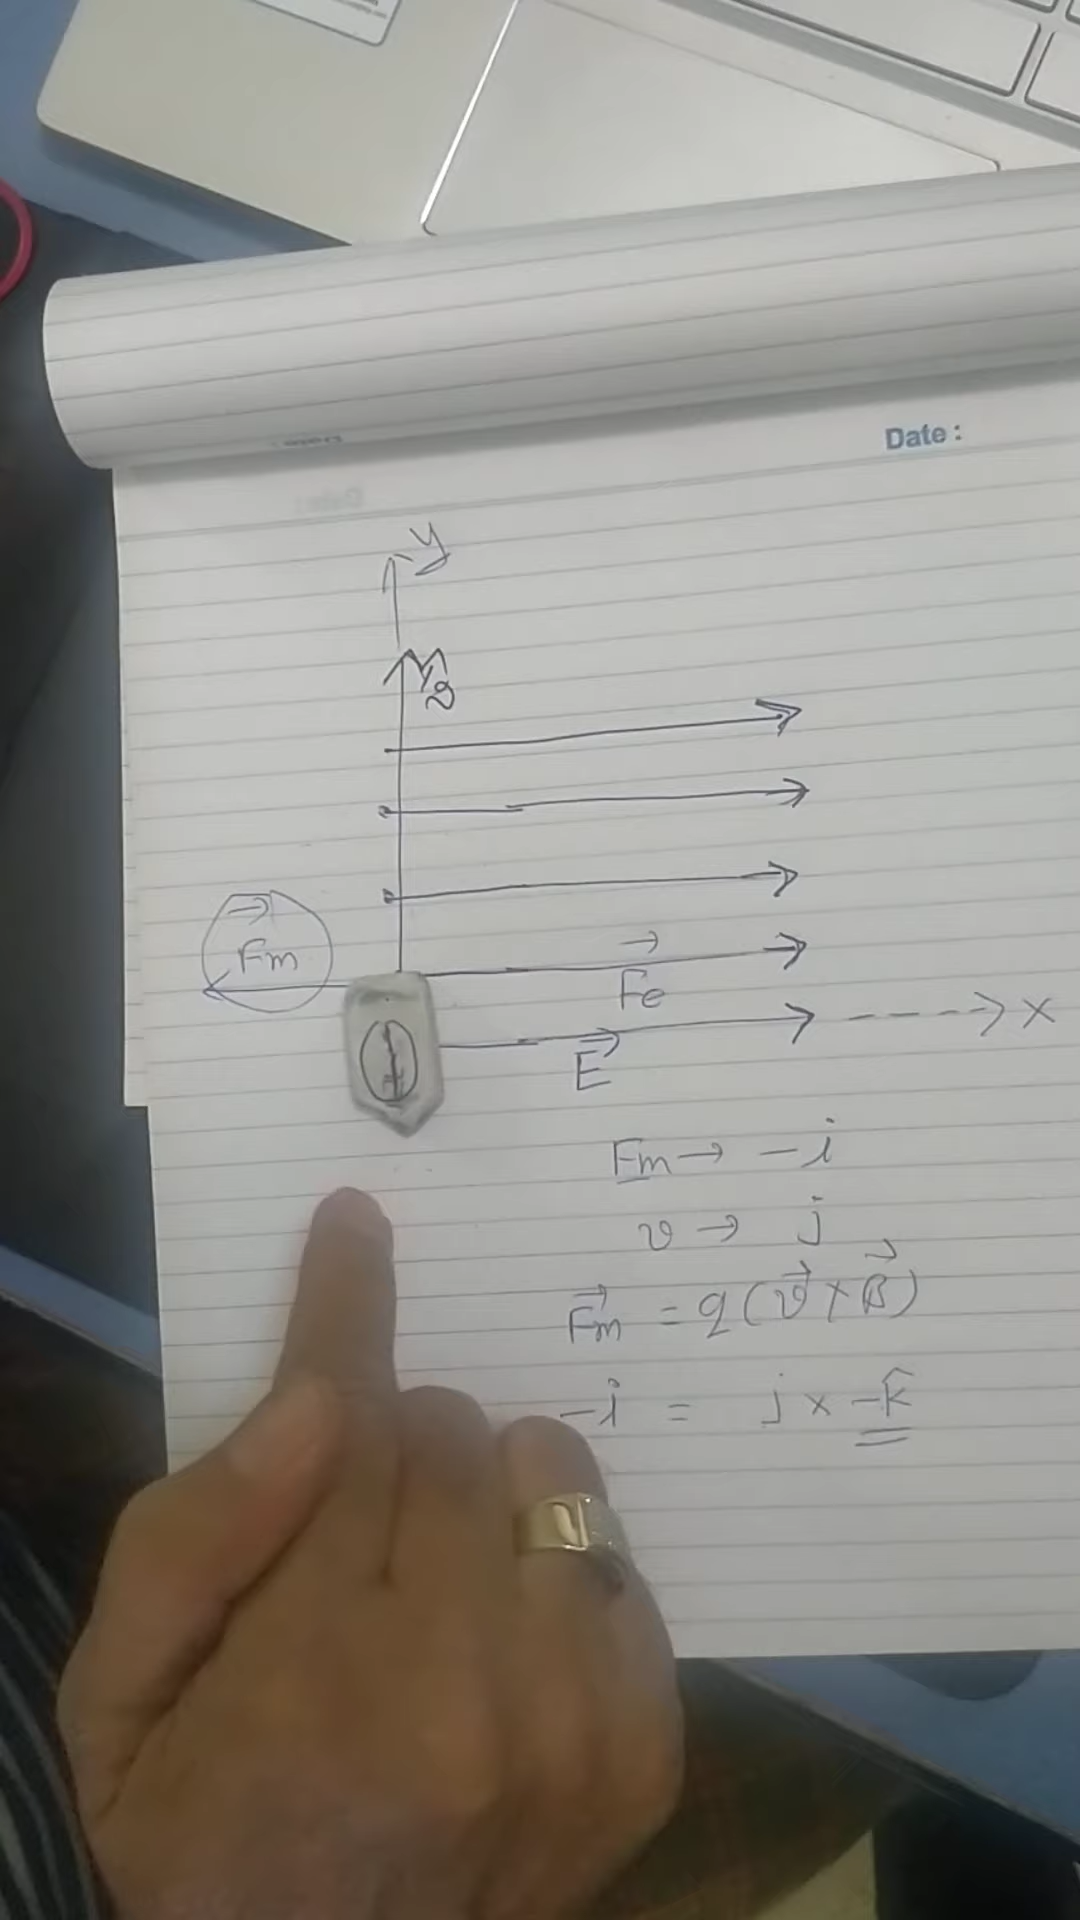 Date :
y
v
Fm
Fe
E
x
Fm → -i
v → j
Fm = q(v × B)
-i = j × -k